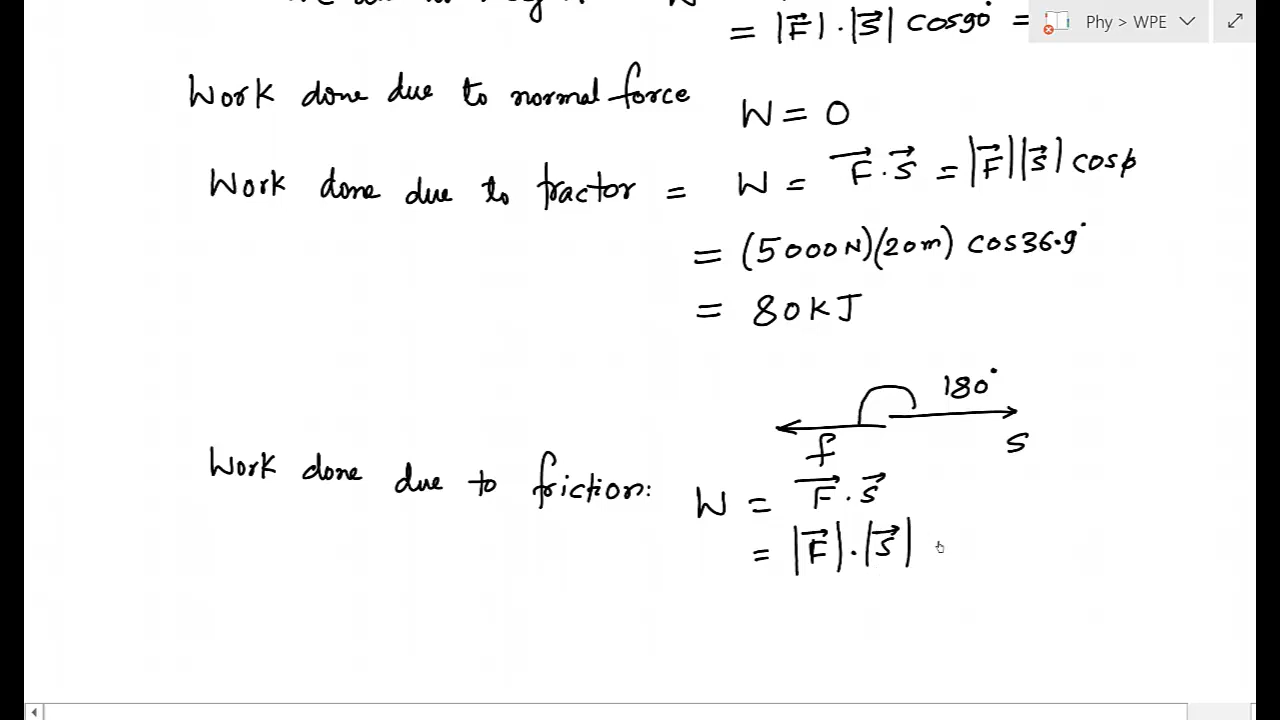 = |F⃗|·|S⃗| cos90° =
Phy > WPE
Work done due to normal force W = 0
Work done due to tractor = W = F⃗·S⃗ = |F⃗||S⃗| cosϕ
= (5000N)(20m) cos36.9°
= 80KJ
180°
f S
Work done due to friction: W = F⃗·S⃗
= |F⃗|·|S⃗|